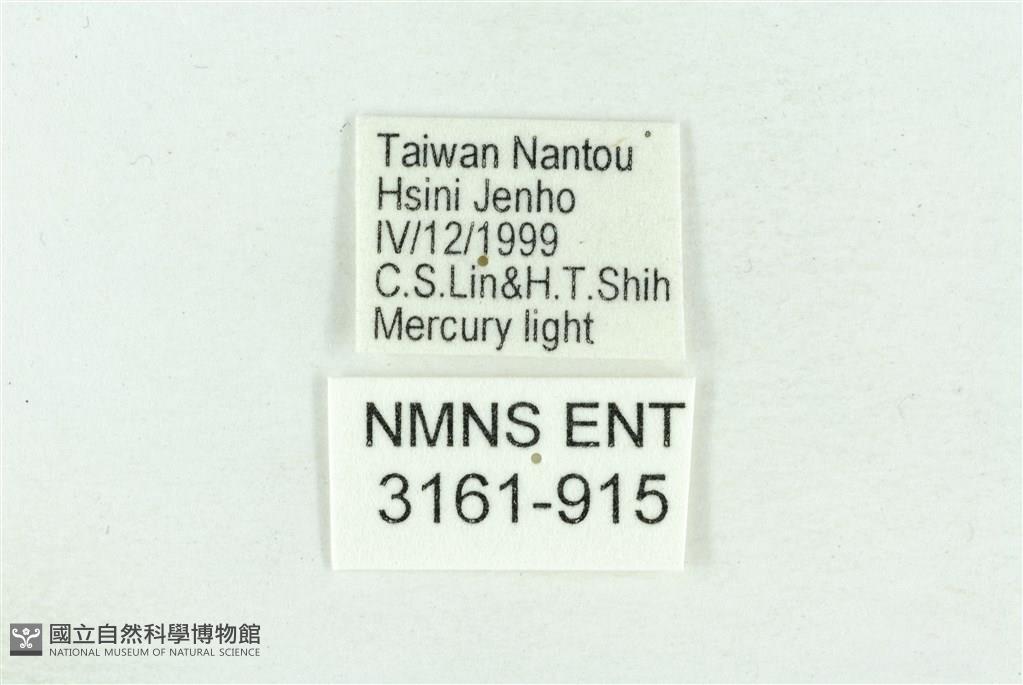 Taiwan Nantou
Hsini Jenho
IV/12/1999
C.S.Lin&H.T.Shih
Mercury light
NMNS ENT
3161-915
國立自然科學博物館
NATIONAL MUSEUM OF NATURAL SCIENCE